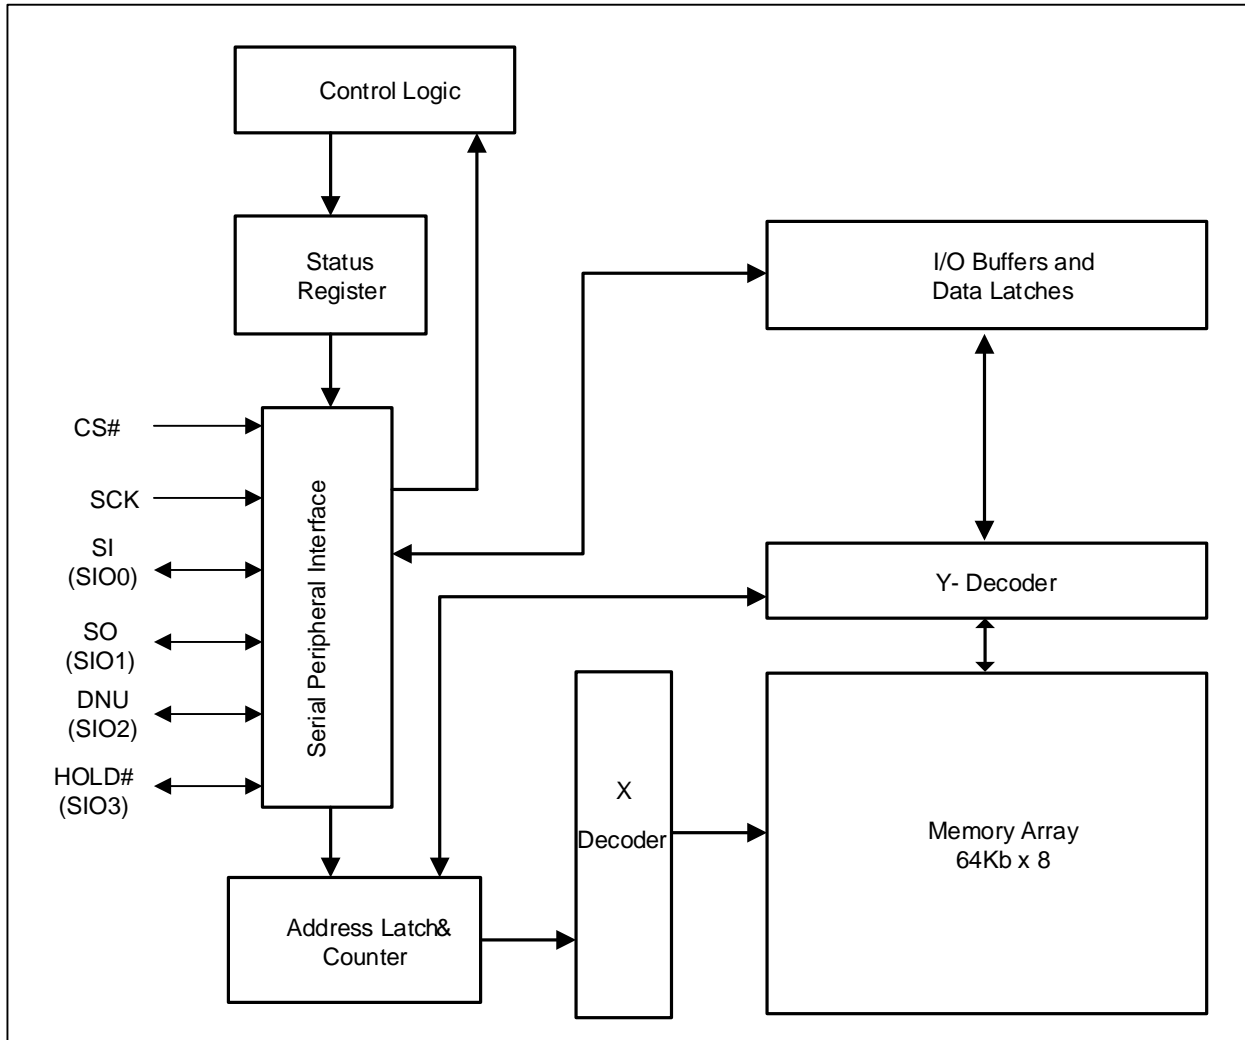 Control Logic
Status
Register
I/O Buffers and
Data Latches
CS#
SCK
SI
(SIO0)
SO
(SIO1)
DNU
(SIO2)
HOLD#
(SIO3)
Serial Peripheral Interface
Y- Decoder
X
Decoder
Memory Array
64Kb x 8
Address Latch&
Counter